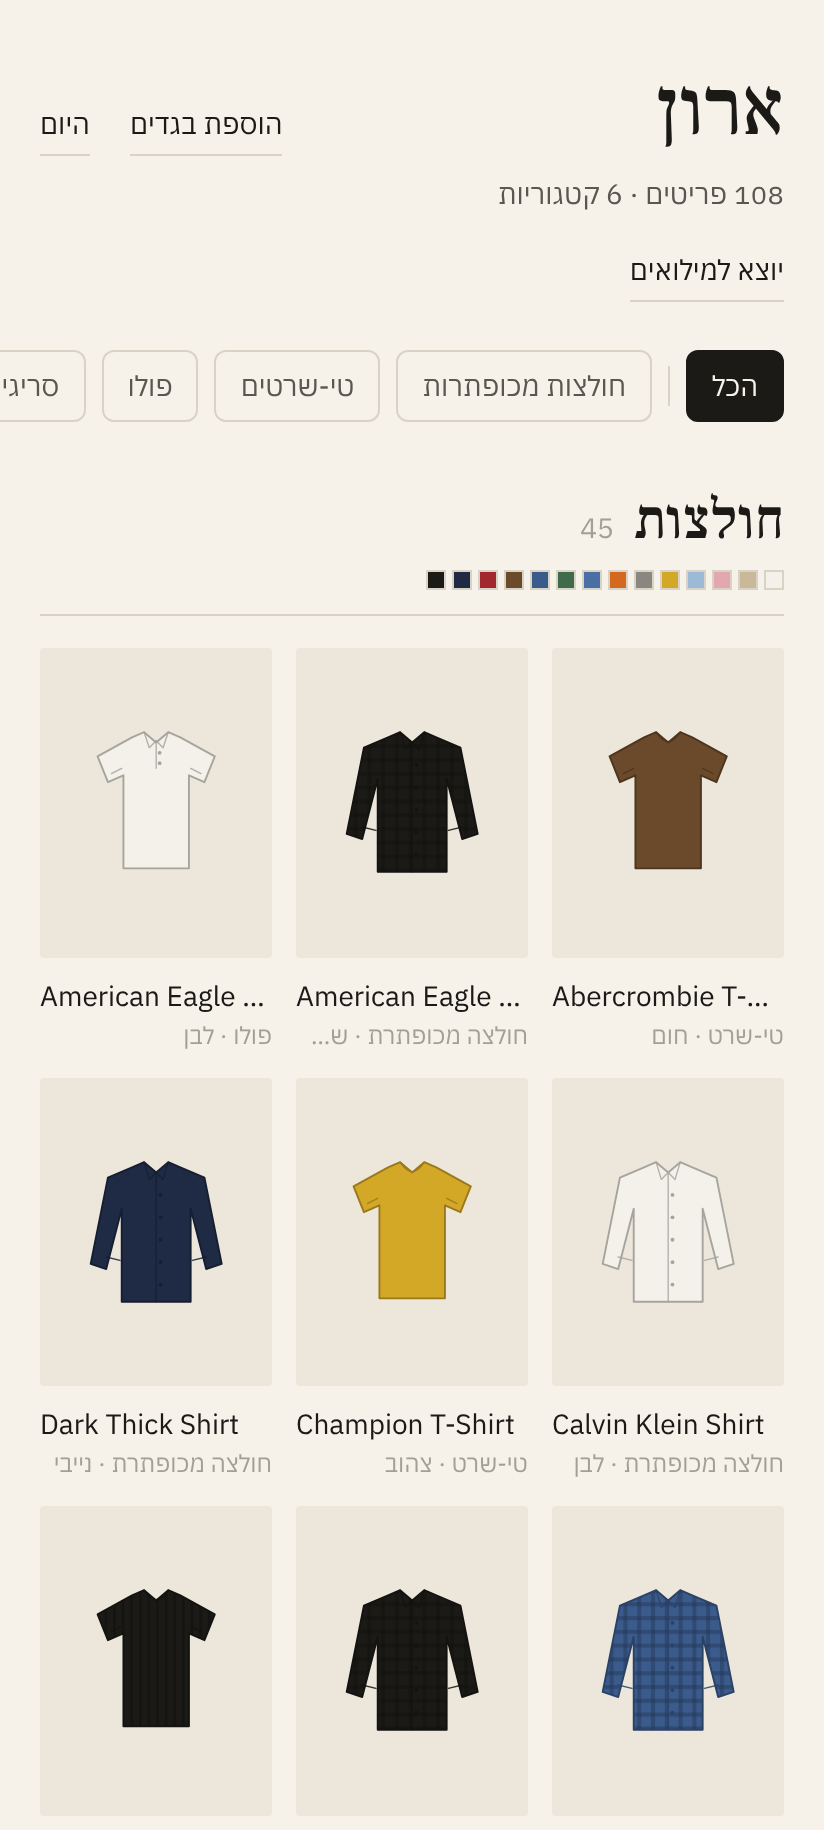 ארון
הוספת בגדים
היום
108 פריטים · 6 קטגוריות
יוצא למילואים
הכל
חולצות מכופתרות
טי-שרטים
פולו
סריגי
חולצות 45
Abercrombie T-...
טי-שרט · חום
American Eagle ...
חולצה מכופתרת · ש...
American Eagle ...
פולו · לבן
Calvin Klein Shirt
חולצה מכופתרת · לבן
Champion T-Shirt
טי-שרט · צהוב
Dark Thick Shirt
חולצה מכופתרת · נייבי